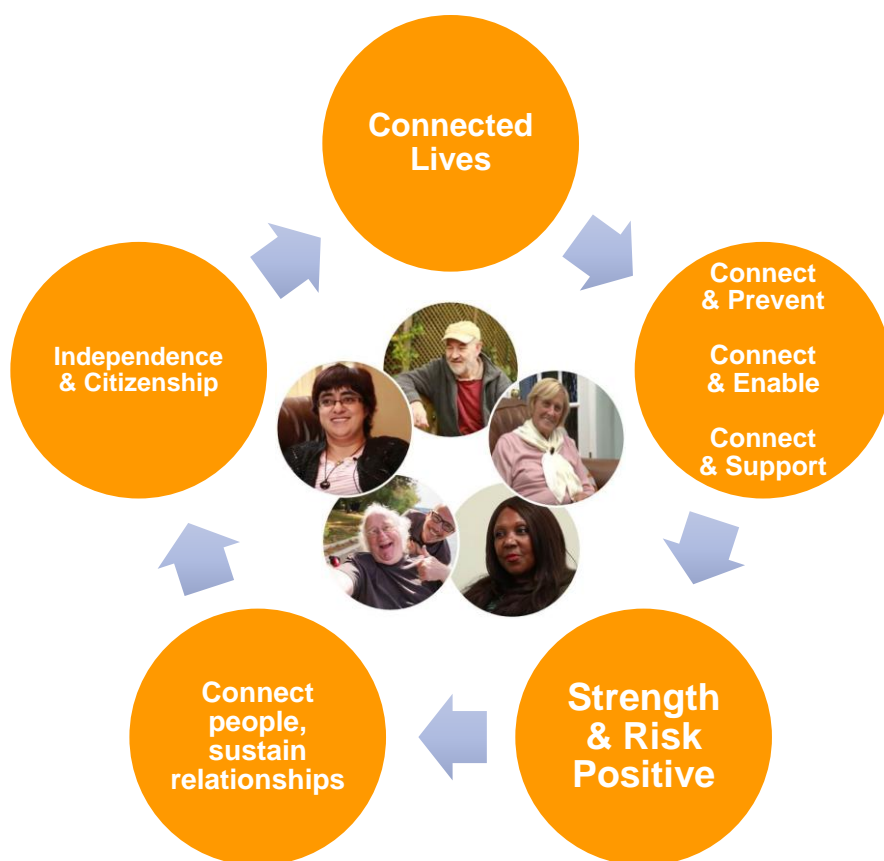 Connected
Lives
Connect
& Prevent
Connect
& Enable
Connect
& Support
Strength
& Risk
Positive
Connect
people,
sustain
relationships
Independence
& Citizenship